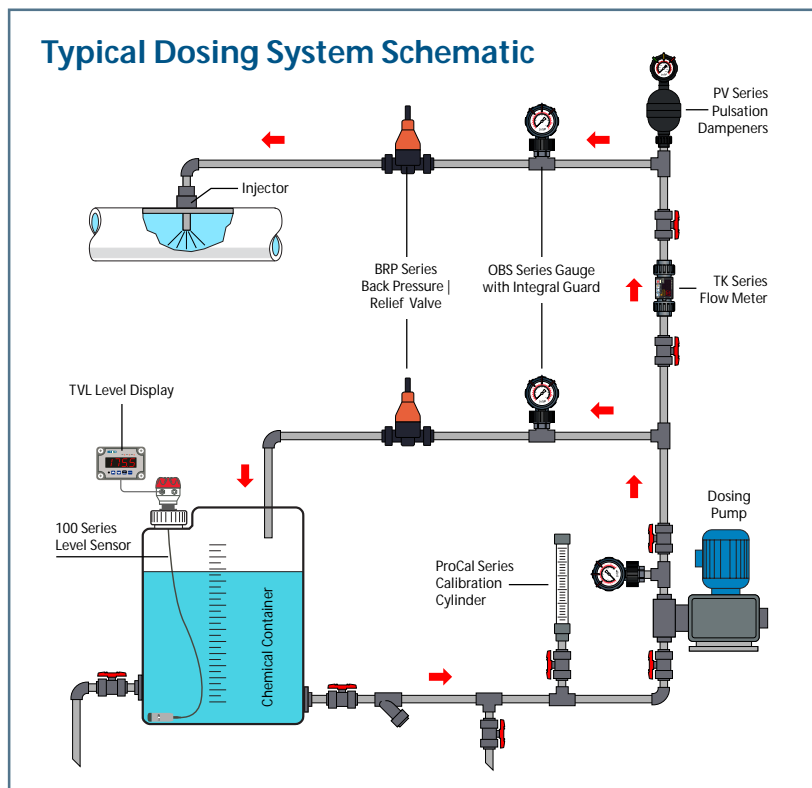 Typical Dosing System Schematic
PV Series
Pulsation
Dampeners
Injector
BRP Series
Back Pressure |
Relief Valve
OBS Series Gauge
with Integral Guard
TK Series
Flow Meter
TVL Level Display
100 Series
Level Sensor
Chemical Container
ProCal Series
Calibration
Cylinder
Dosing
Pump